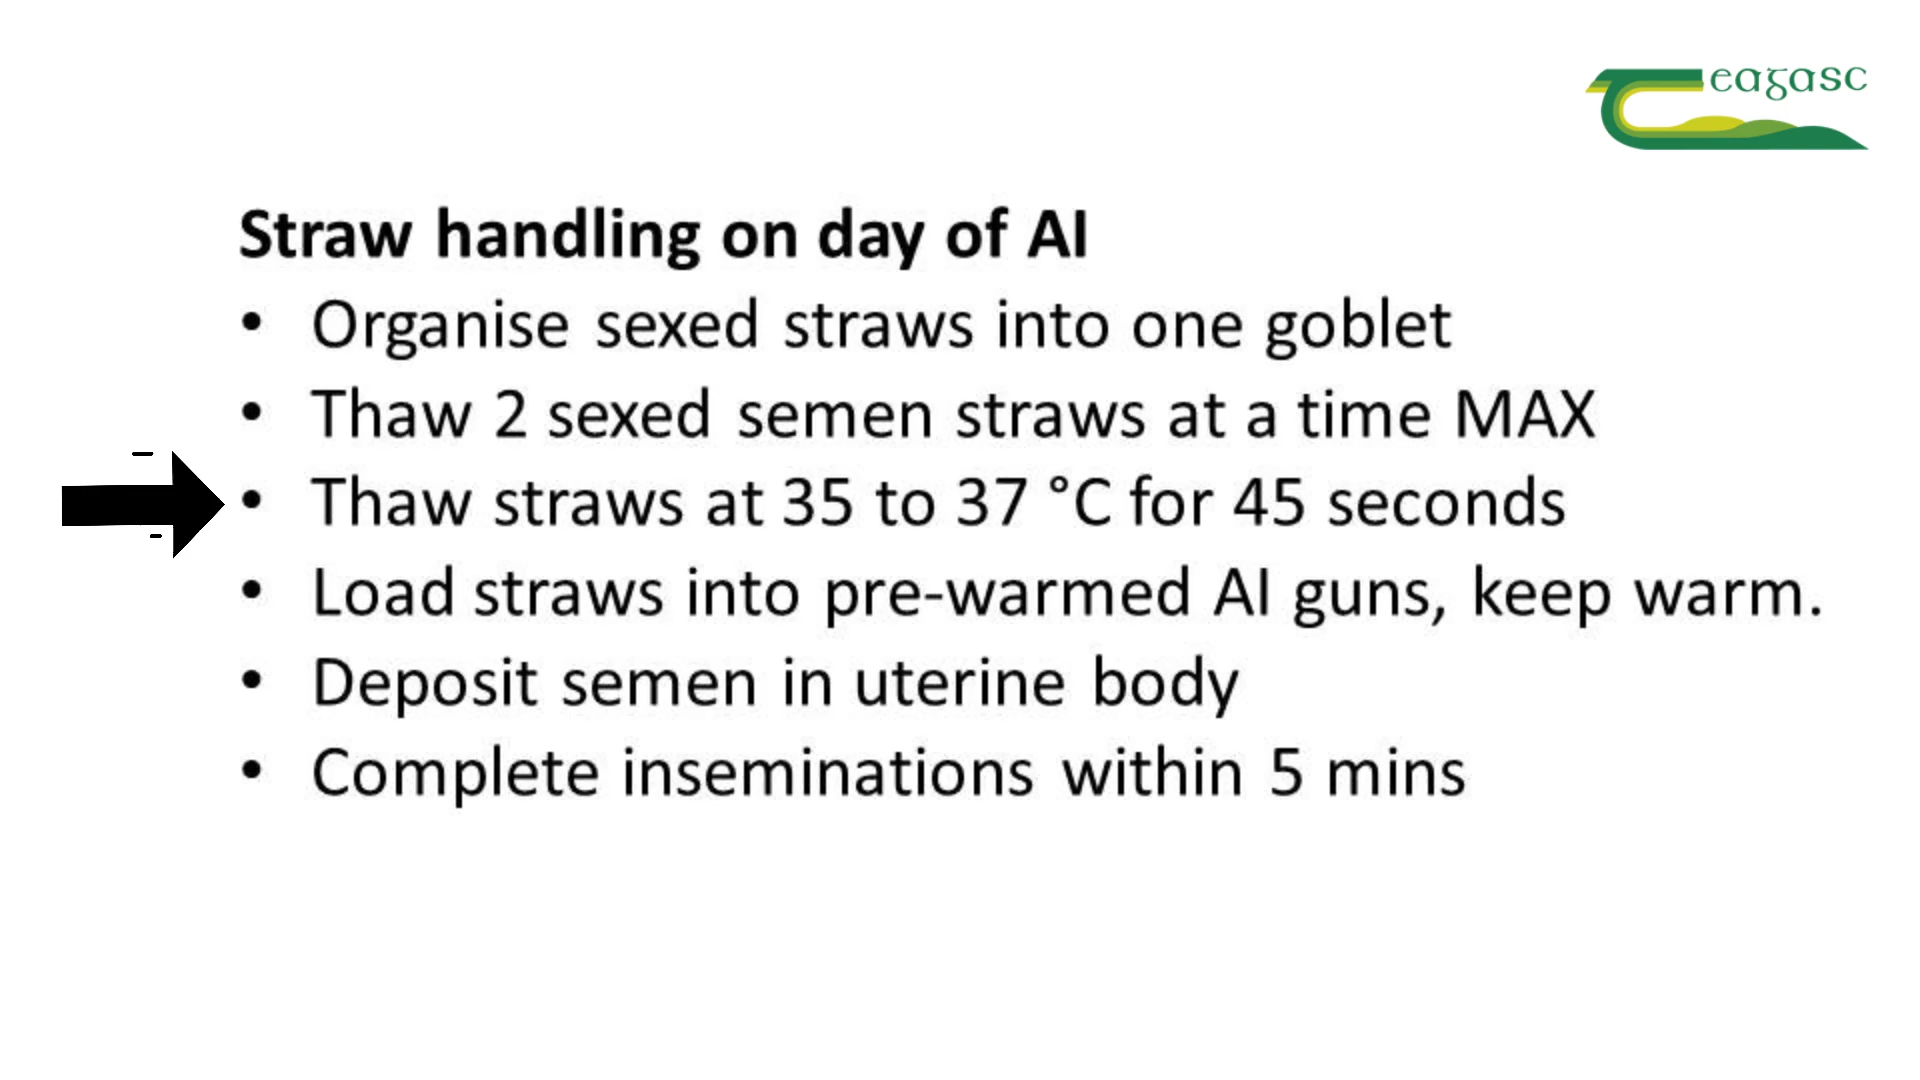 eagasc
Straw handling on day of AI
• Organise sexed straws into one goblet
• Thaw 2 sexed semen straws at a time MAX
• Thaw straws at 35 to 37 °C for 45 seconds
• Load straws into pre-warmed AI guns, keep warm.
• Deposit semen in uterine body
• Complete inseminations within 5 mins